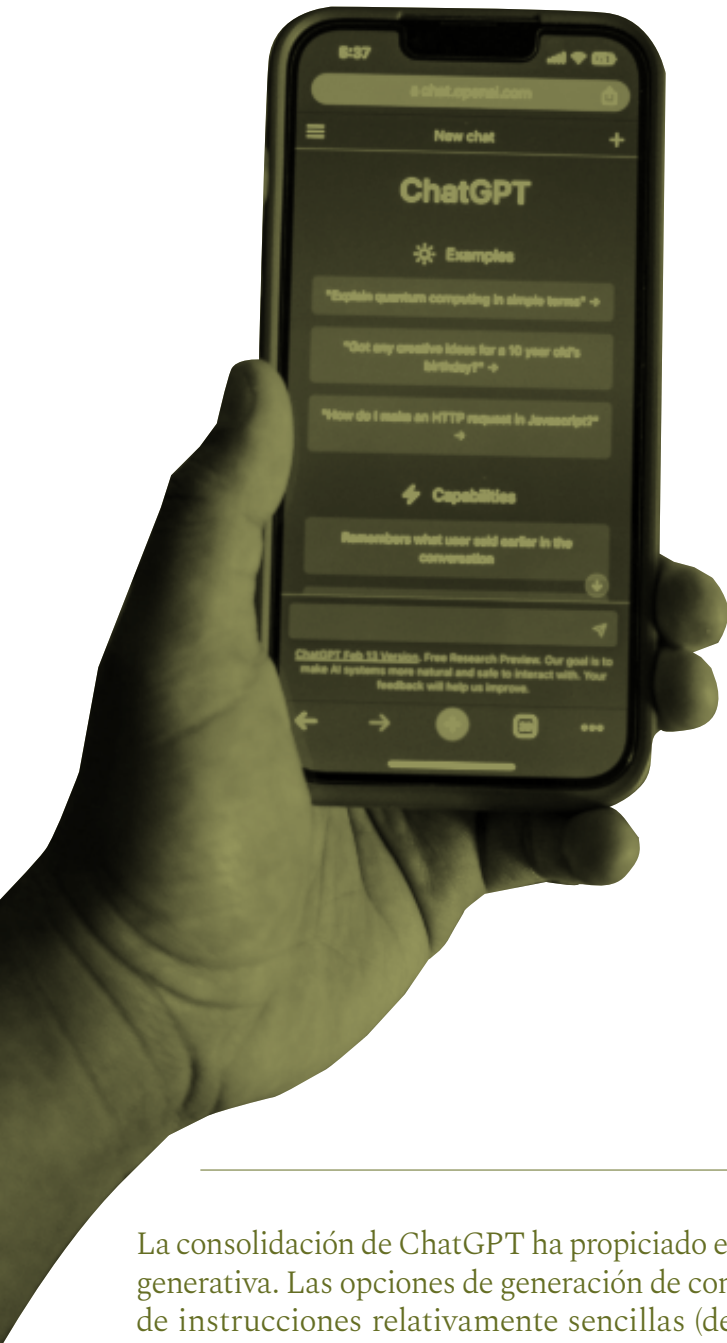 8:37
chat.openai.com
New chat
ChatGPT
Examples
"Explain quantum computing in simple terms" →
"Got any creative ideas for a 10 year old's
birthday?" →
"How do I make an HTTP request in Javascript?"
→
Capabilities
Remembers what user said earlier in the
conversation
ChatGPT Feb 13 Version. Free Research Preview. Our goal is to
make AI systems more natural and safe to interact with. Your
feedback will help us improve.
La consolidación de ChatGPT ha propiciado
generativa. Las opciones de generación de
de instrucciones relativamente sencillas